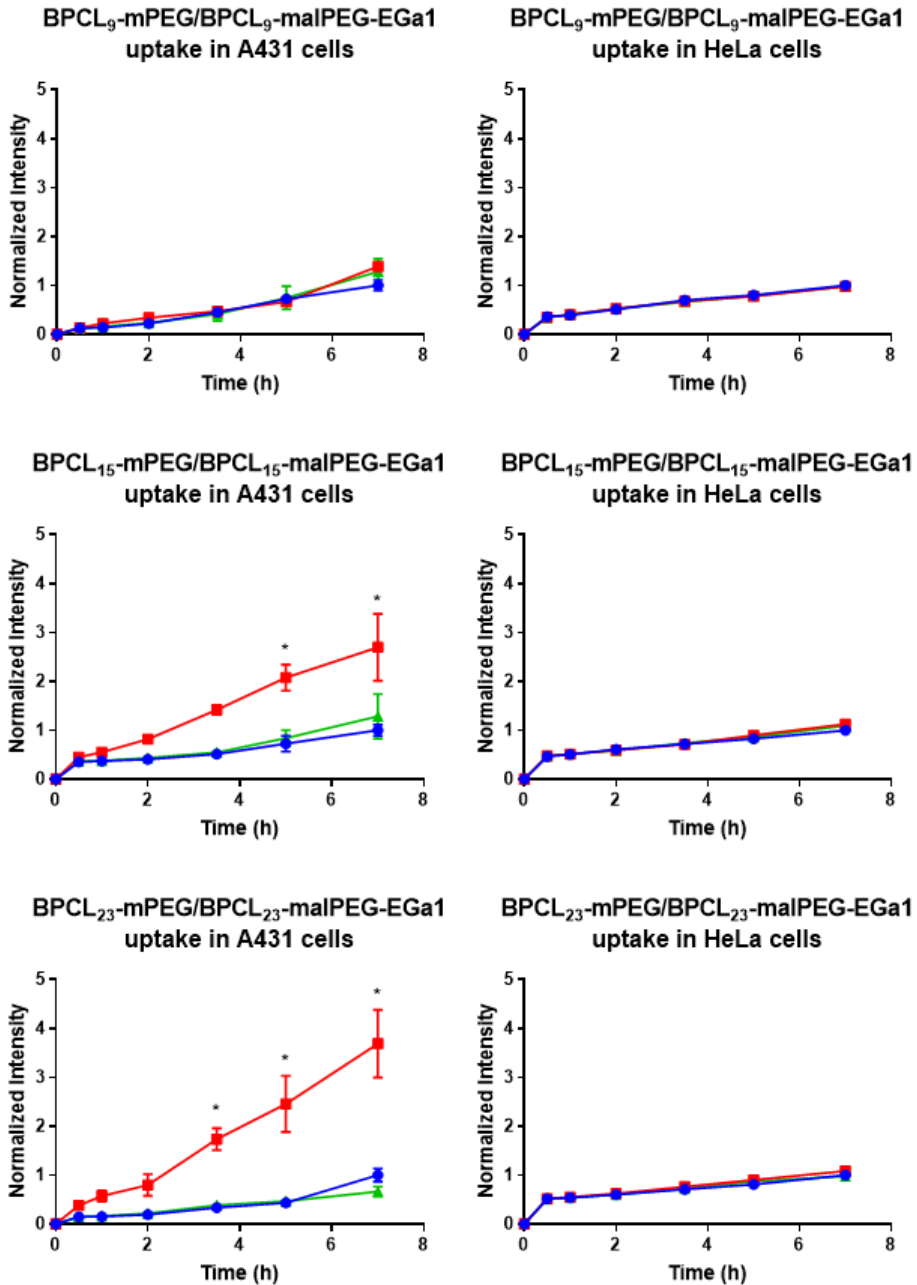 BPCL₉-mPEG/BPCL₉-malPEG-EGa1
uptake in A431 cells
5
4
3
2
1
0
Normalized Intensity
0 2 4 6 8
Time (h)
BPCL₉-mPEG/BPCL₉-malPEG-EGa1
uptake in HeLa cells
5
4
3
2
1
0
Normalized Intensity
0 2 4 6 8
Time (h)
BPCL₁₅-mPEG/BPCL₁₅-malPEG-EGa1
uptake in A431 cells
5
4
3
2
1
0
Normalized Intensity
* *
0 2 4 6 8
Time (h)
BPCL₁₅-mPEG/BPCL₁₅-malPEG-EGa1
uptake in HeLa cells
5
4
3
2
1
0
Normalized Intensity
0 2 4 6 8
Time (h)
BPCL₂₃-mPEG/BPCL₂₃-malPEG-EGa1
uptake in A431 cells
5
4
3
2
1
0
Normalized Intensity
* * *
0 2 4 6 8
Time (h)
BPCL₂₃-mPEG/BPCL₂₃-malPEG-EGa1
uptake in HeLa cells
5
4
3
2
1
0
Normalized Intensity
0 2 4 6 8
Time (h)